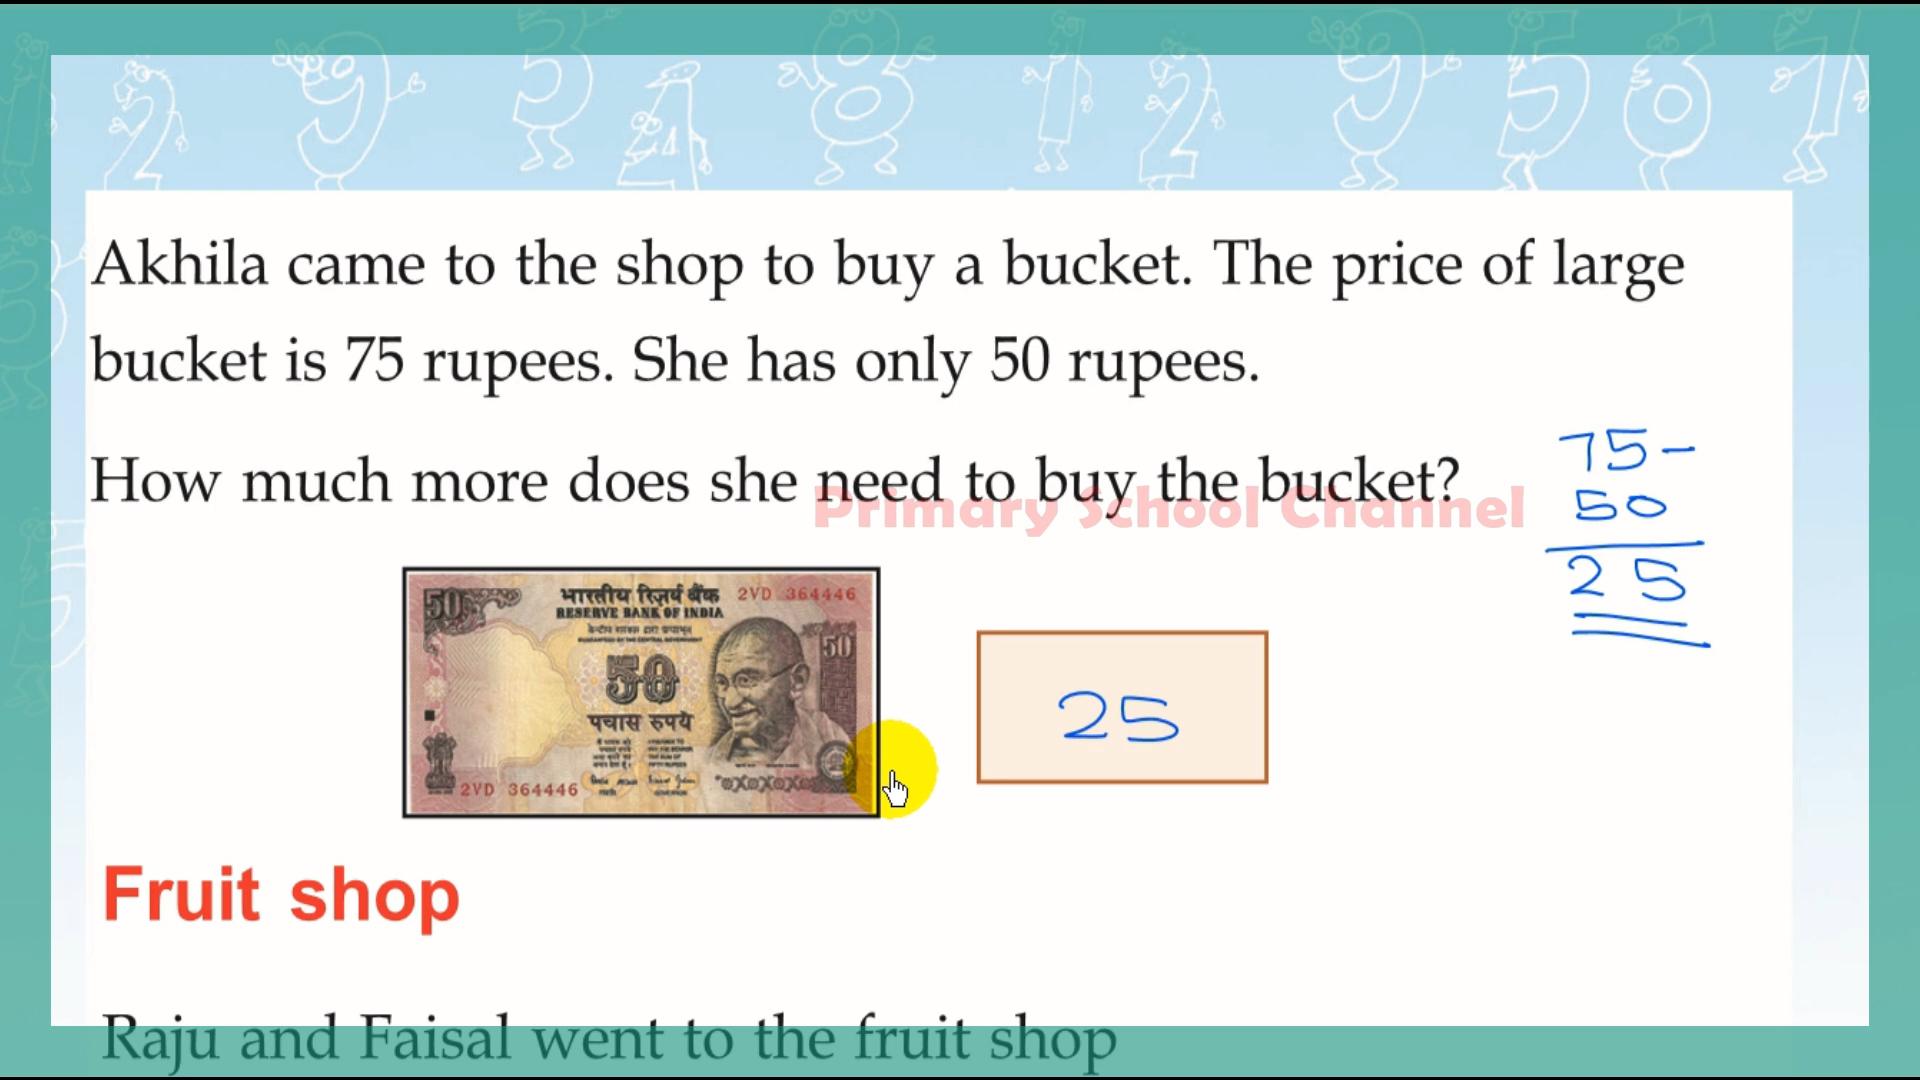 Akhila came to the shop to buy a bucket. The price of large
bucket is 75 rupees. She has only 50 rupees.
How much more does she need to buy the bucket?
Primary School Channel
75-
50
25
50
भारतीय रिज़र्व बैंक
RESERVE BANK OF INDIA
2VD 364446
50
50
पचास रुपये
2VD 364446
25
Fruit shop
Raju and Faisal went to the fruit shop